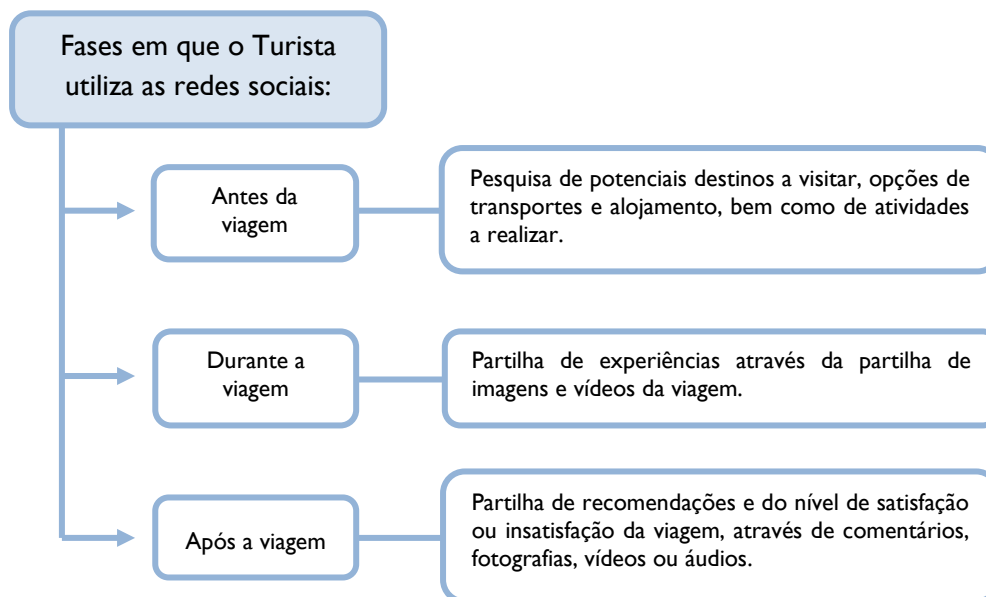 Fases em que o Turista
utiliza as redes sociais:
Antes da
viagem
Pesquisa de potenciais destinos a visitar, opções de
transportes e alojamento, bem como de atividades
a realizar.
Durante a
viagem
Partilha de experiências através da partilha de
imagens e vídeos da viagem.
Após a viagem
Partilha de recomendações e do nível de satisfação
ou insatisfação da viagem, através de comentários,
fotografias, vídeos ou áudios.